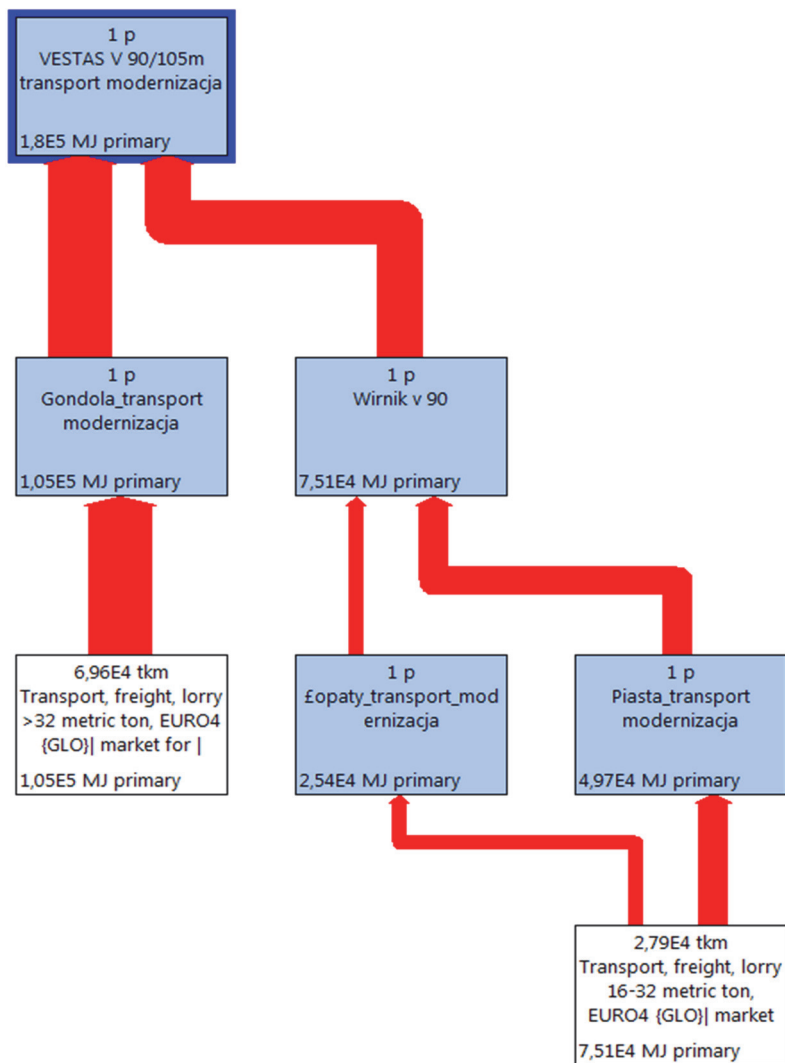 1 p
VESTAS V 90/105m
transport modernizacja
1,8E5 MJ primary
1 p
Gondola_transport
modernizacja
1,05E5 MJ primary
1 p
Wirnik v 90
7,51E4 MJ primary
6,96E4 tkm
Transport, freight, lorry
>32 metric ton, EURO4
{GLO}| market for |
1,05E5 MJ primary
1 p
£opaty_transport_mod
ernizacja
2,54E4 MJ primary
1 p
Piasta_transport
modernizacja
4,97E4 MJ primary
2,79E4 tkm
Transport, freight, lorry
16-32 metric ton,
EURO4 {GLO}| market
7,51E4 MJ primary